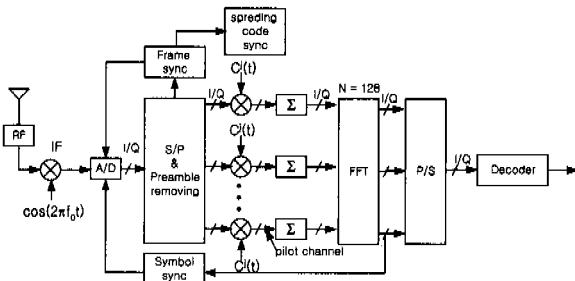 spreding
code
sync
Frame
sync
C^j(t)
N = 128
I/Q
I/Q
I/Q
RF
IF
A/D
I/Q
S/P
&
Preamble
removing
C^j(t)
Σ
Σ
Σ
FFT
P/S
I/Q
Decoder
cos(2πf₀t)
pilot channel
C^j(t)
Symbol
sync